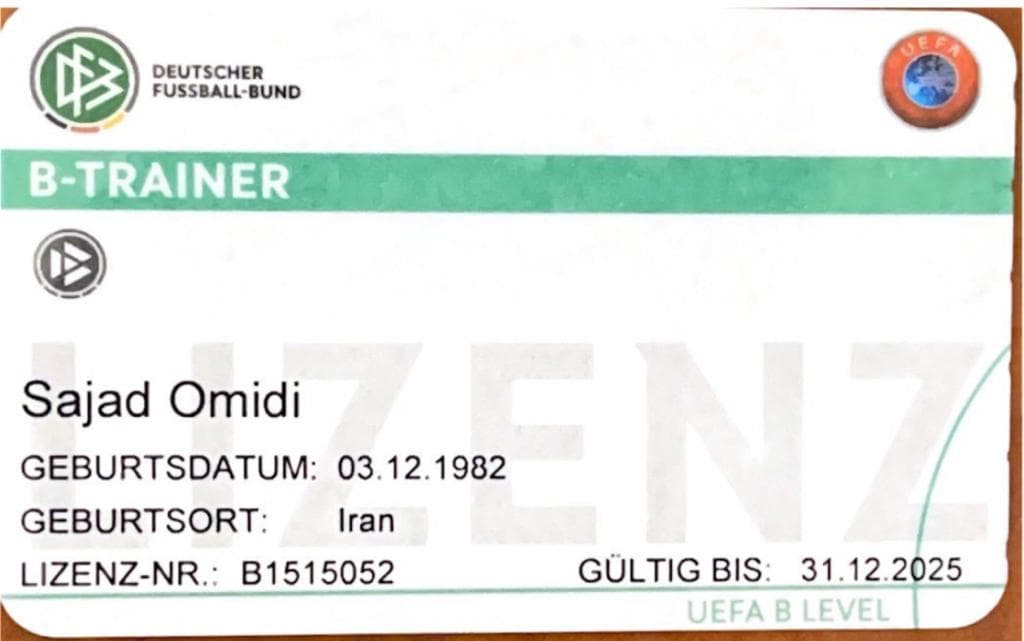 DEUTSCHER
FUSSBALL-BUND
UEFA
B-TRAINER
LIZENZ
Sajad Omidi
GEBURTSDATUM: 03.12.1982
GEBURTSORT: Iran
LIZENZ-NR.: B1515052 GÜLTIG BIS: 31.12.2025
UEFA B LEVEL